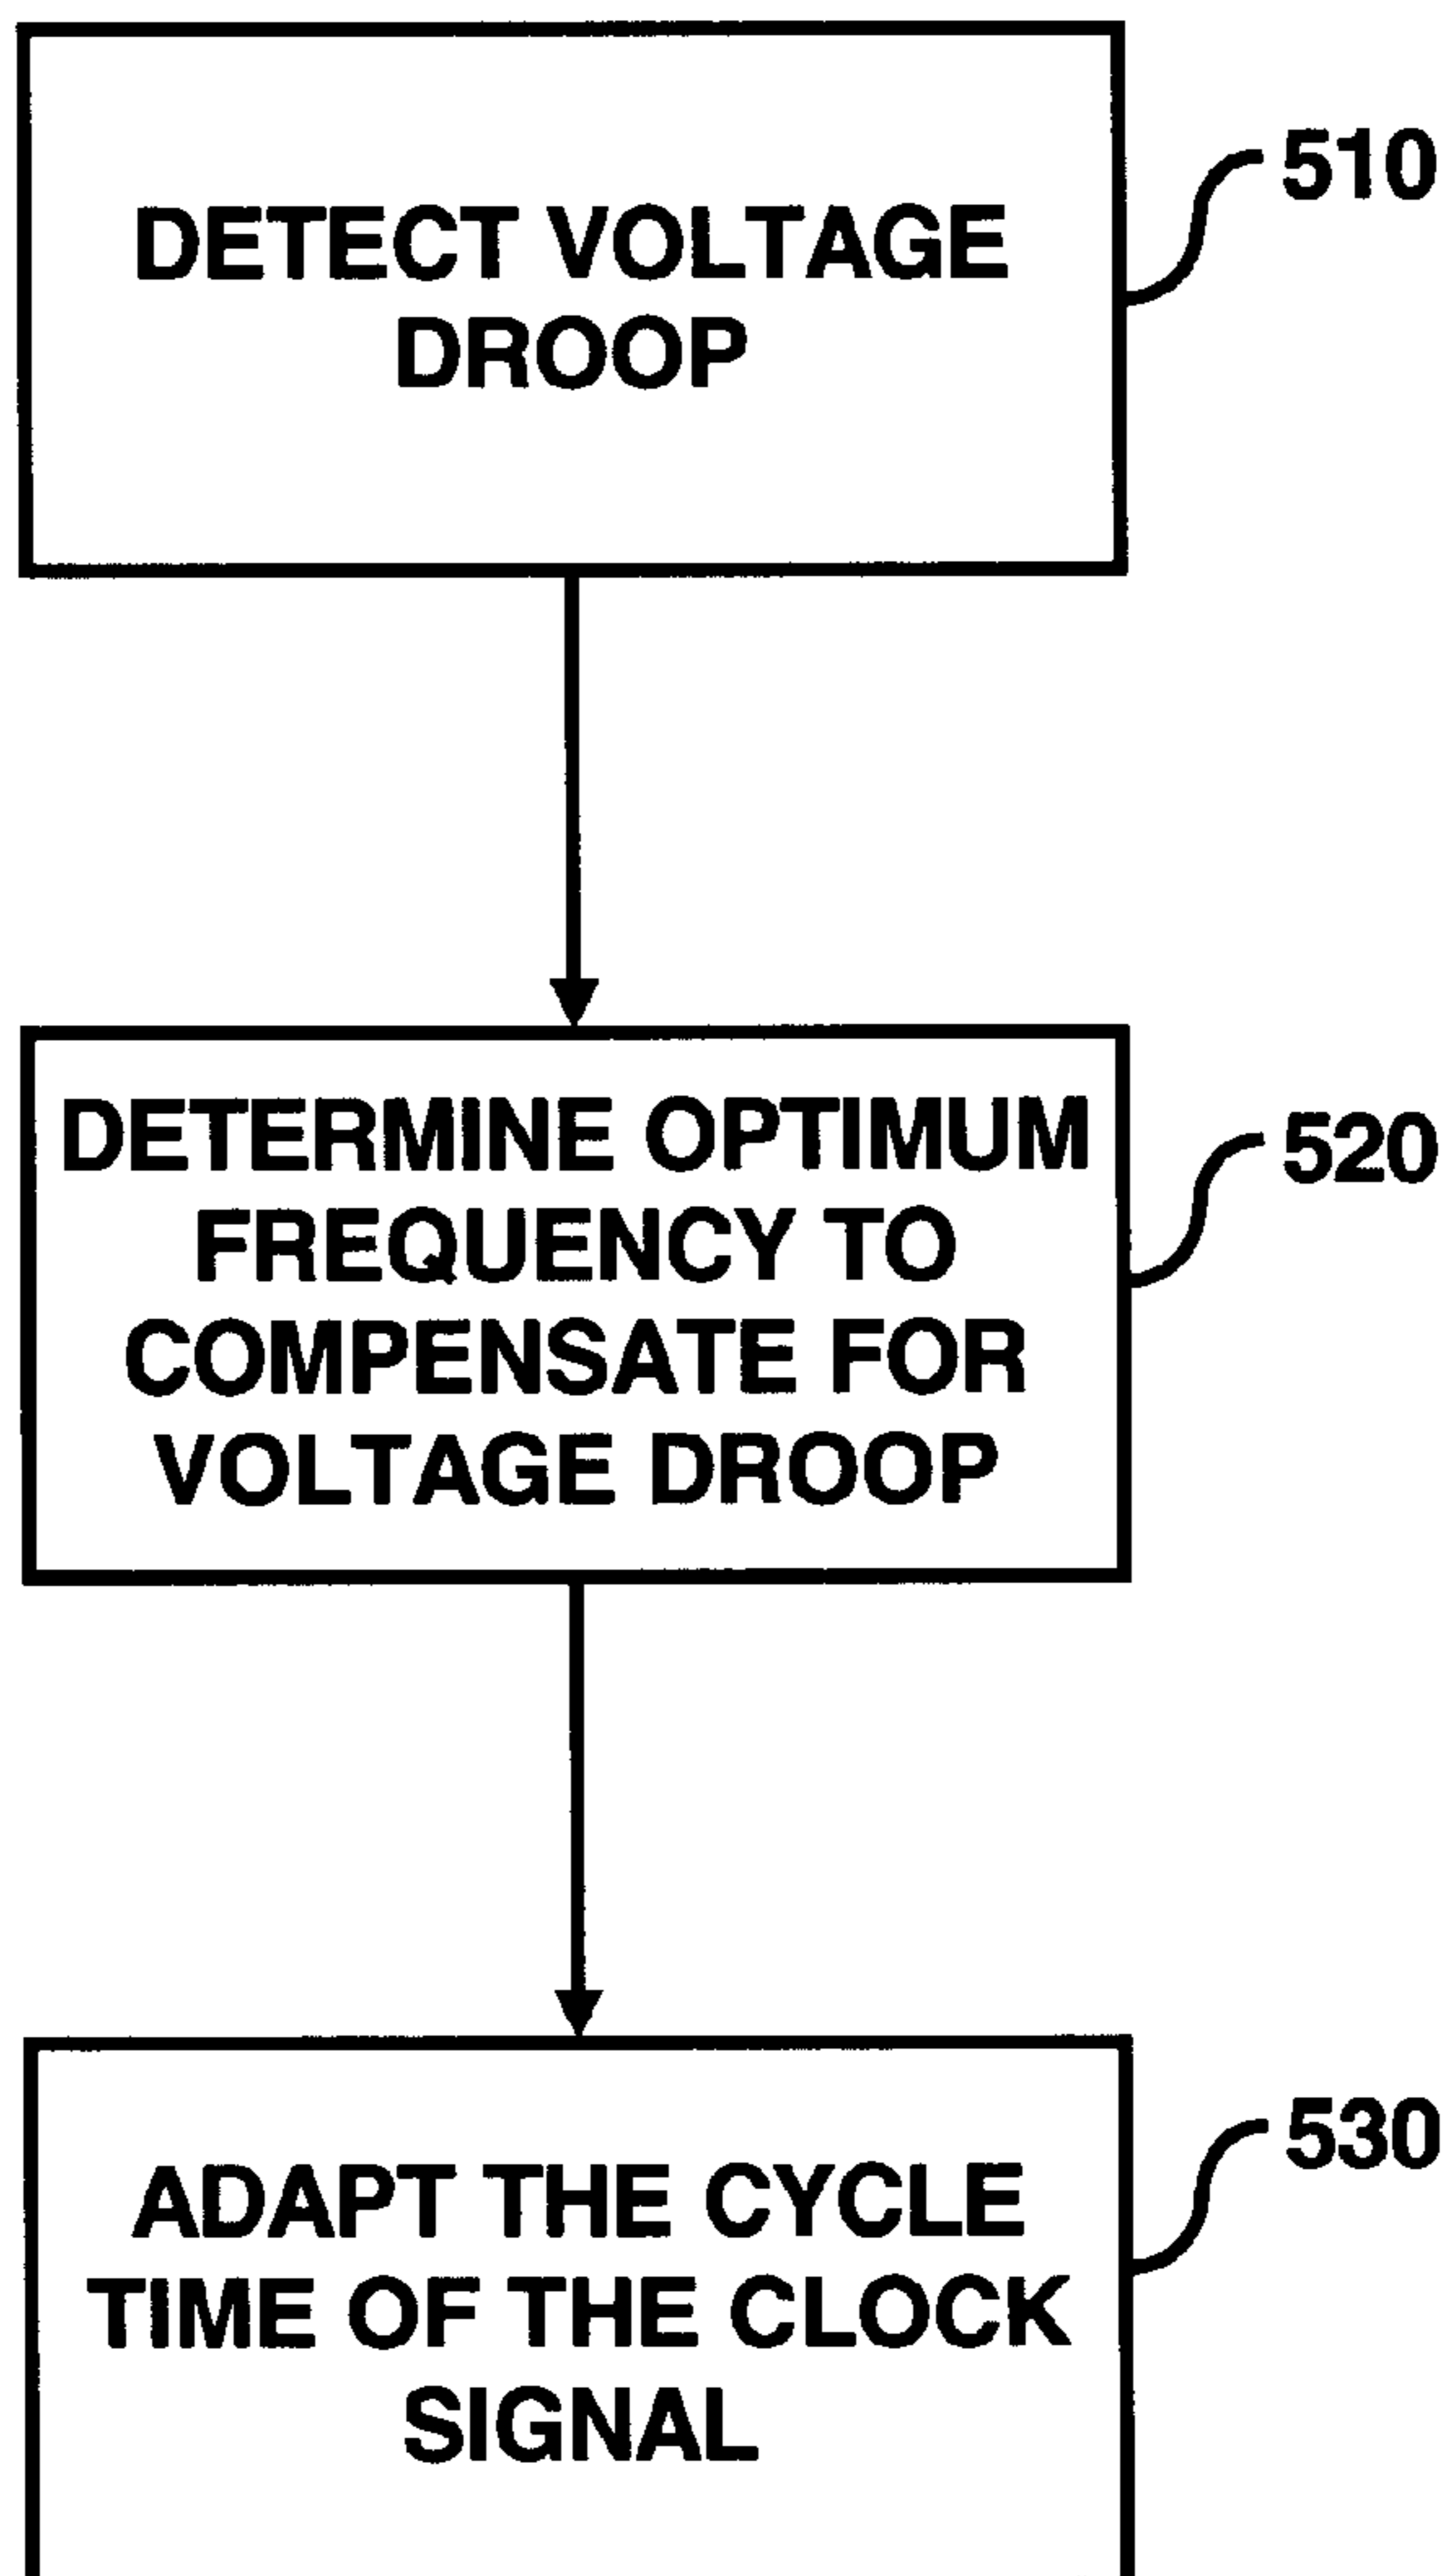 510
DETECT VOLTAGE
DROOP
520
DETERMINE OPTIMUM
FREQUENCY TO
COMPENSATE FOR
VOLTAGE DROOP
530
ADAPT THE CYCLE
TIME OF THE CLOCK
SIGNAL